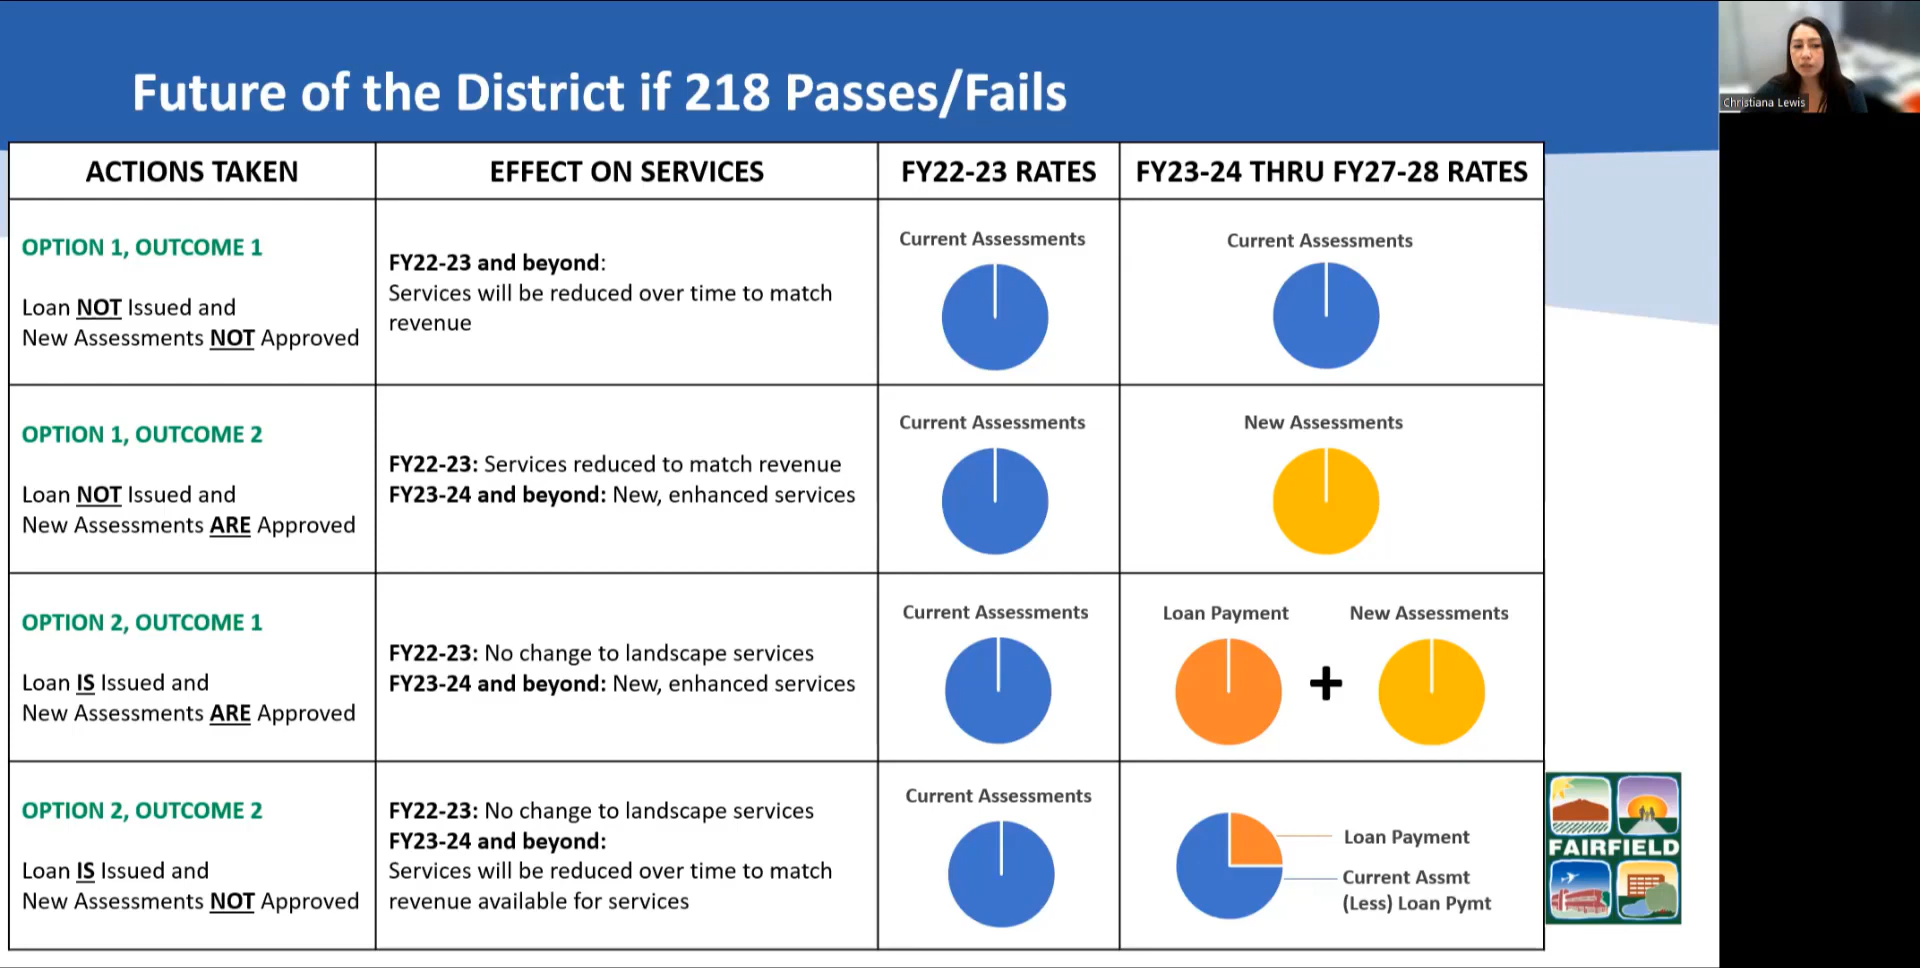 Future of the District if 218 Passes/Fails
Christiana Lewis
ACTIONS TAKEN
EFFECT ON SERVICES
FY22-23 RATES
FY23-24 THRU FY27-28 RATES
OPTION 1, OUTCOME 1
Loan NOT Issued and
New Assessments NOT Approved
FY22-23 and beyond:
Services will be reduced over time to match
revenue
Current Assessments
Current Assessments
OPTION 1, OUTCOME 2
Loan NOT Issued and
New Assessments ARE Approved
FY22-23: Services reduced to match revenue
FY23-24 and beyond: New, enhanced services
Current Assessments
New Assessments
OPTION 2, OUTCOME 1
Loan IS Issued and
New Assessments ARE Approved
FY22-23: No change to landscape services
FY23-24 and beyond: New, enhanced services
Current Assessments
Loan Payment
+
New Assessments
OPTION 2, OUTCOME 2
Loan IS Issued and
New Assessments NOT Approved
FY22-23: No change to landscape services
FY23-24 and beyond:
Services will be reduced over time to match
revenue available for services
Current Assessments
Loan Payment
Current Assmt
(Less) Loan Pymt
FAIRFIELD